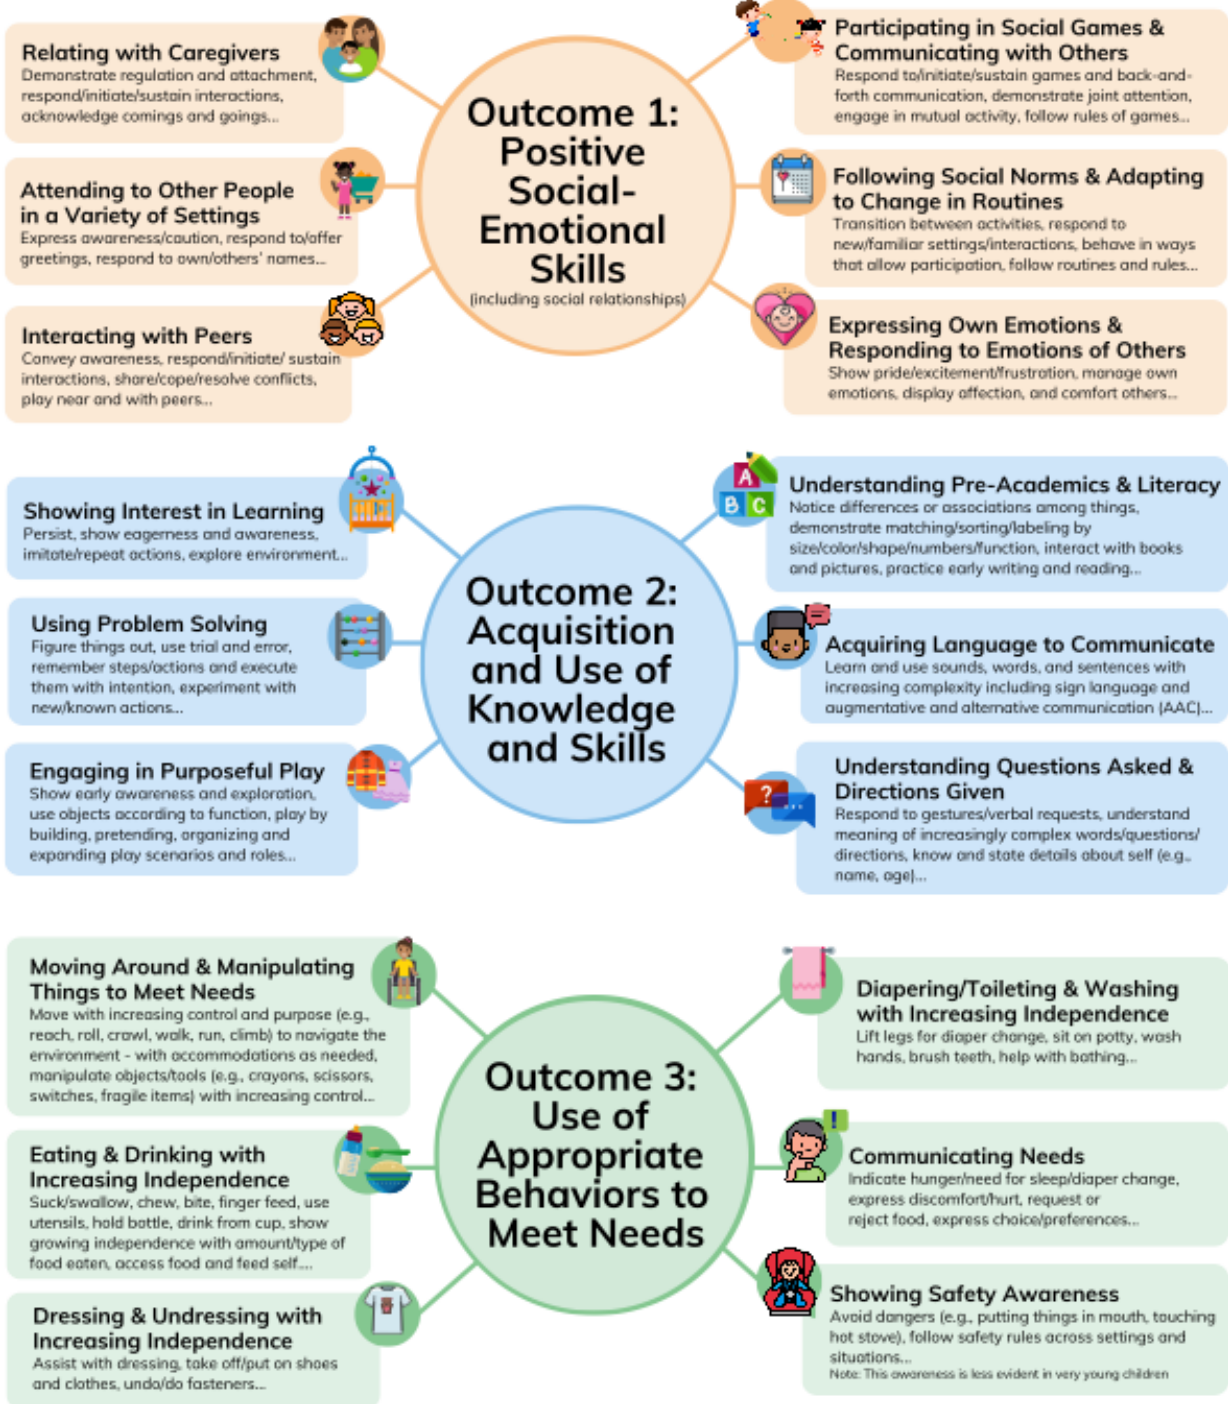 Relating with Caregivers
Demonstrate regulation and attachment,
respond/initiate/sustain interactions,
acknowledge comings and goings...
Attending to Other People
in a Variety of Settings
Express awareness/caution, respond to/offer
greetings, respond to own/others' names...
Interacting with Peers
Convey awareness, respond/initiate/ sustain
interactions, share/cope/resolve conflicts,
play near and with peers...
Outcome 1:
Positive
Social-
Emotional
Skills
(including social relationships)
Participating in Social Games &
Communicating with Others
Respond to/initiate/sustain games and back-and-
forth communication, demonstrate joint attention,
engage in mutual activity, follow rules of games...
Following Social Norms & Adapting
to Change in Routines
Transition between activities, respond to
new/familiar settings/interactions, behave in ways
that allow participation, follow routines and rules...
Expressing Own Emotions &
Responding to Emotions of Others
Show pride/excitement/frustration, manage own
emotions, display affection, and comfort others...
Showing Interest in Learning
Persist, show eagerness and awareness,
imitate/repeat actions, explore environment...
Using Problem Solving
Figure things out, use trial and error,
remember steps/actions and execute
them with intention, experiment with
new/known actions...
Engaging in Purposeful Play
Show early awareness and exploration,
use objects according to function, play by
building, pretending, organizing and
expanding play scenarios and roles...
Outcome 2:
Acquisition
and Use of
Knowledge
and Skills
A
B C
Understanding Pre-Academics & Literacy
Notice differences or associations among things,
demonstrate matching/sorting/labeling by
size/color/shape/numbers/function, interact with books
and pictures, practice early writing and reading...
Acquiring Language to Communicate
Learn and use sounds, words, and sentences with
increasing complexity including sign language and
augmentative and alternative communication (AAC)...
?
...
Understanding Questions Asked &
Directions Given
Respond to gestures/verbal requests, understand
meaning of increasingly complex words/questions/
directions, know and state details about self (e.g.,
name, age)...
Moving Around & Manipulating
Things to Meet Needs
Move with increasing control and purpose (e.g.,
reach, roll, crawl, walk, run, climb) to navigate the
environment - with accommodations as needed,
manipulate objects/tools (e.g., crayons, scissors,
switches, fragile items) with increasing control...
Eating & Drinking with
Increasing Independence
Suck/swallow, chew, bite, finger feed, use
utensils, hold bottle, drink from cup, show
growing independence with amount/type of
food eaten, access food and feed self....
Dressing & Undressing with
Increasing Independence
Assist with dressing, take off/put on shoes
and clothes, undo/do fasteners...
Outcome 3:
Use of
Appropriate
Behaviors to
Meet Needs
Diapering/Toileting & Washing
with Increasing Independence
Lift legs for diaper change, sit on potty, wash
hands, brush teeth, help with bathing...
!
Communicating Needs
Indicate hunger/need for sleep/diaper change,
express discomfort/hurt, request or
reject food, express choice/preferences...
Showing Safety Awareness
Avoid dangers (e.g., putting things in mouth, touching
hot stove), follow safety rules across settings and
situations...
Note: This awareness is less evident in very young children